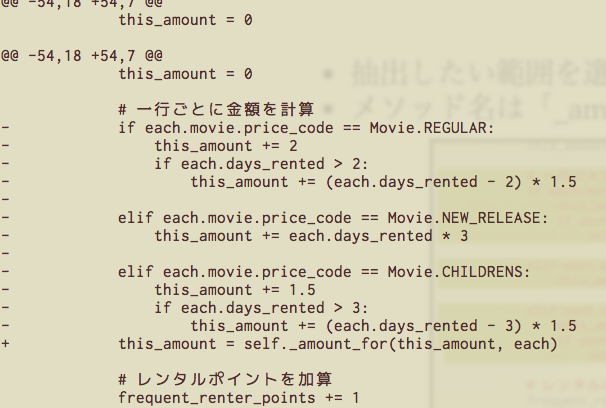 @@ -54,18 +54,7 @@
this_amount = 0
@@ -54,18 +54,7 @@
this_amount = 0
# 一行ごとに金額を計算
- if each.movie.price_code == Movie.REGULAR:
- this_amount += 2
- if each.days_rented > 2:
- this_amount += (each.days_rented - 2) * 1.5
-
- elif each.movie.price_code == Movie.NEW_RELEASE:
- this_amount += each.days_rented * 3
-
- elif each.movie.price_code == Movie.CHILDRENS:
- this_amount += 1.5
- if each.days_rented > 3:
- this_amount += (each.days_rented - 3) * 1.5
+ this_amount = self._amount_for(this_amount, each)
# レンタルポイントを加算
frequent_renter_points += 1
• 抽出したい範囲を選
• メソッド名は「_am